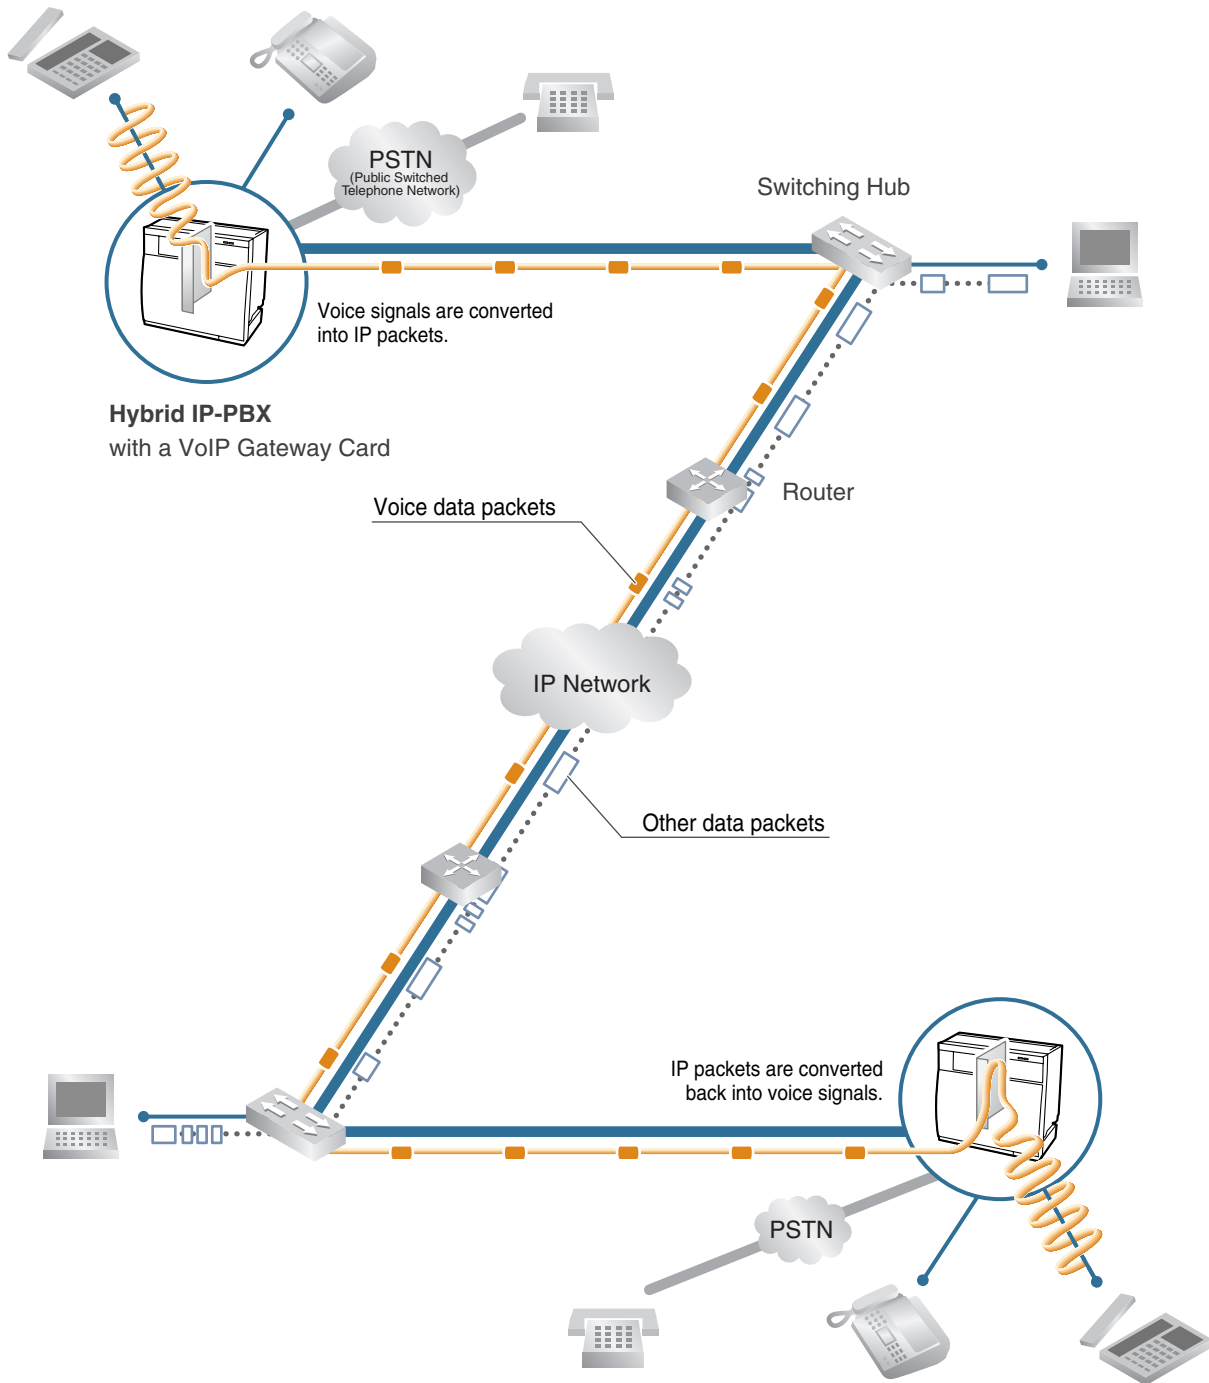 PSTN
(Public Switched
Telephone Network)
Switching Hub
Voice signals are converted
into IP packets.
Hybrid IP-PBX
with a VoIP Gateway Card
Router
Voice data packets
IP Network
Other data packets
IP packets are converted
back into voice signals.
PSTN